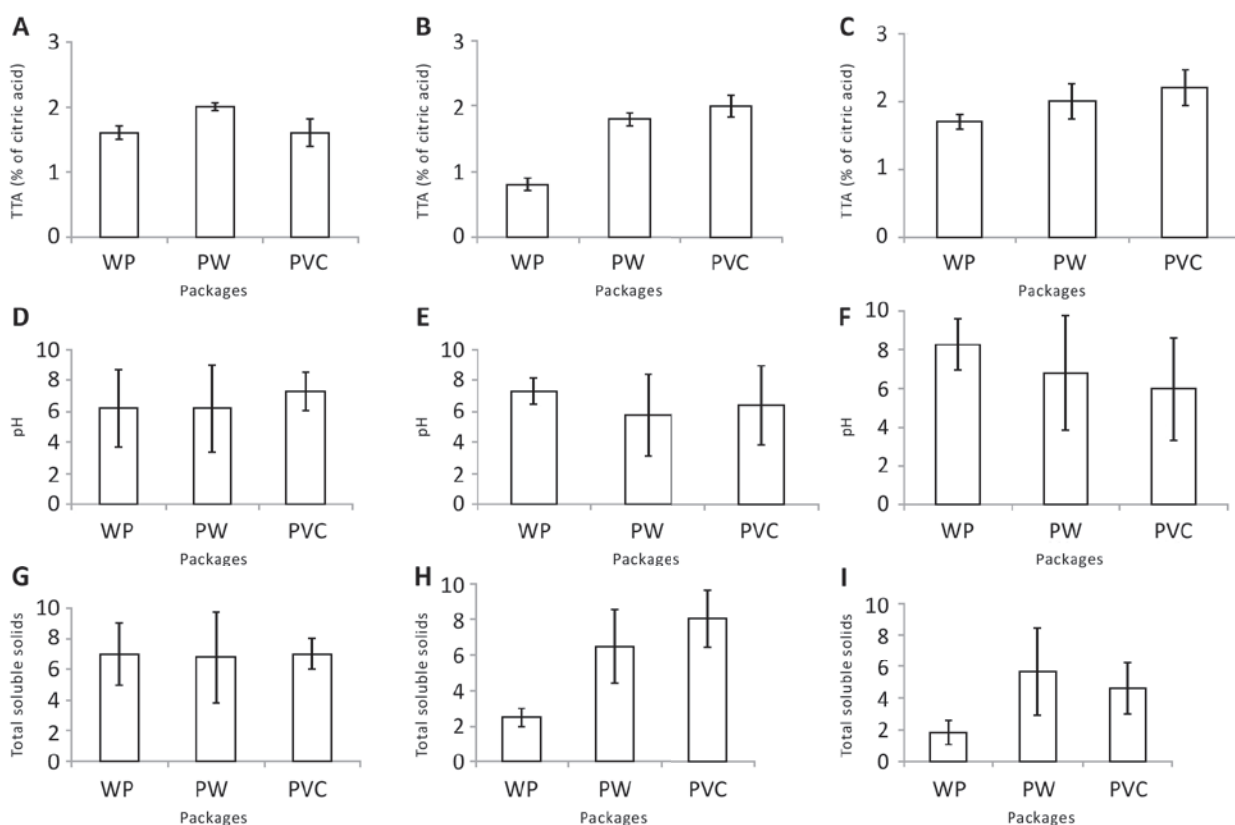 A
TTA (% of citric acid)
3
2
1
0
WP PW PVC
Packages
B
TTA (% of citric acid)
3
2
1
0
WP PW PVC
Packages
C
TTA (% of citric acid)
3
2
1
0
WP PW PVC
Packages
D
pH
10
8
6
4
2
0
WP PW PVC
Packages
E
pH
10
8
6
4
2
0
WP PW PVC
Packages
F
pH
10
8
6
4
2
0
WP PW PVC
Packages
G
Total soluble solids
10
8
6
4
2
0
WP PW PVC
Packages
H
Total soluble solids
10
8
6
4
2
0
WP PW PVC
Packages
I
Total soluble solids
10
8
6
4
2
0
WP PW PVC
Packages